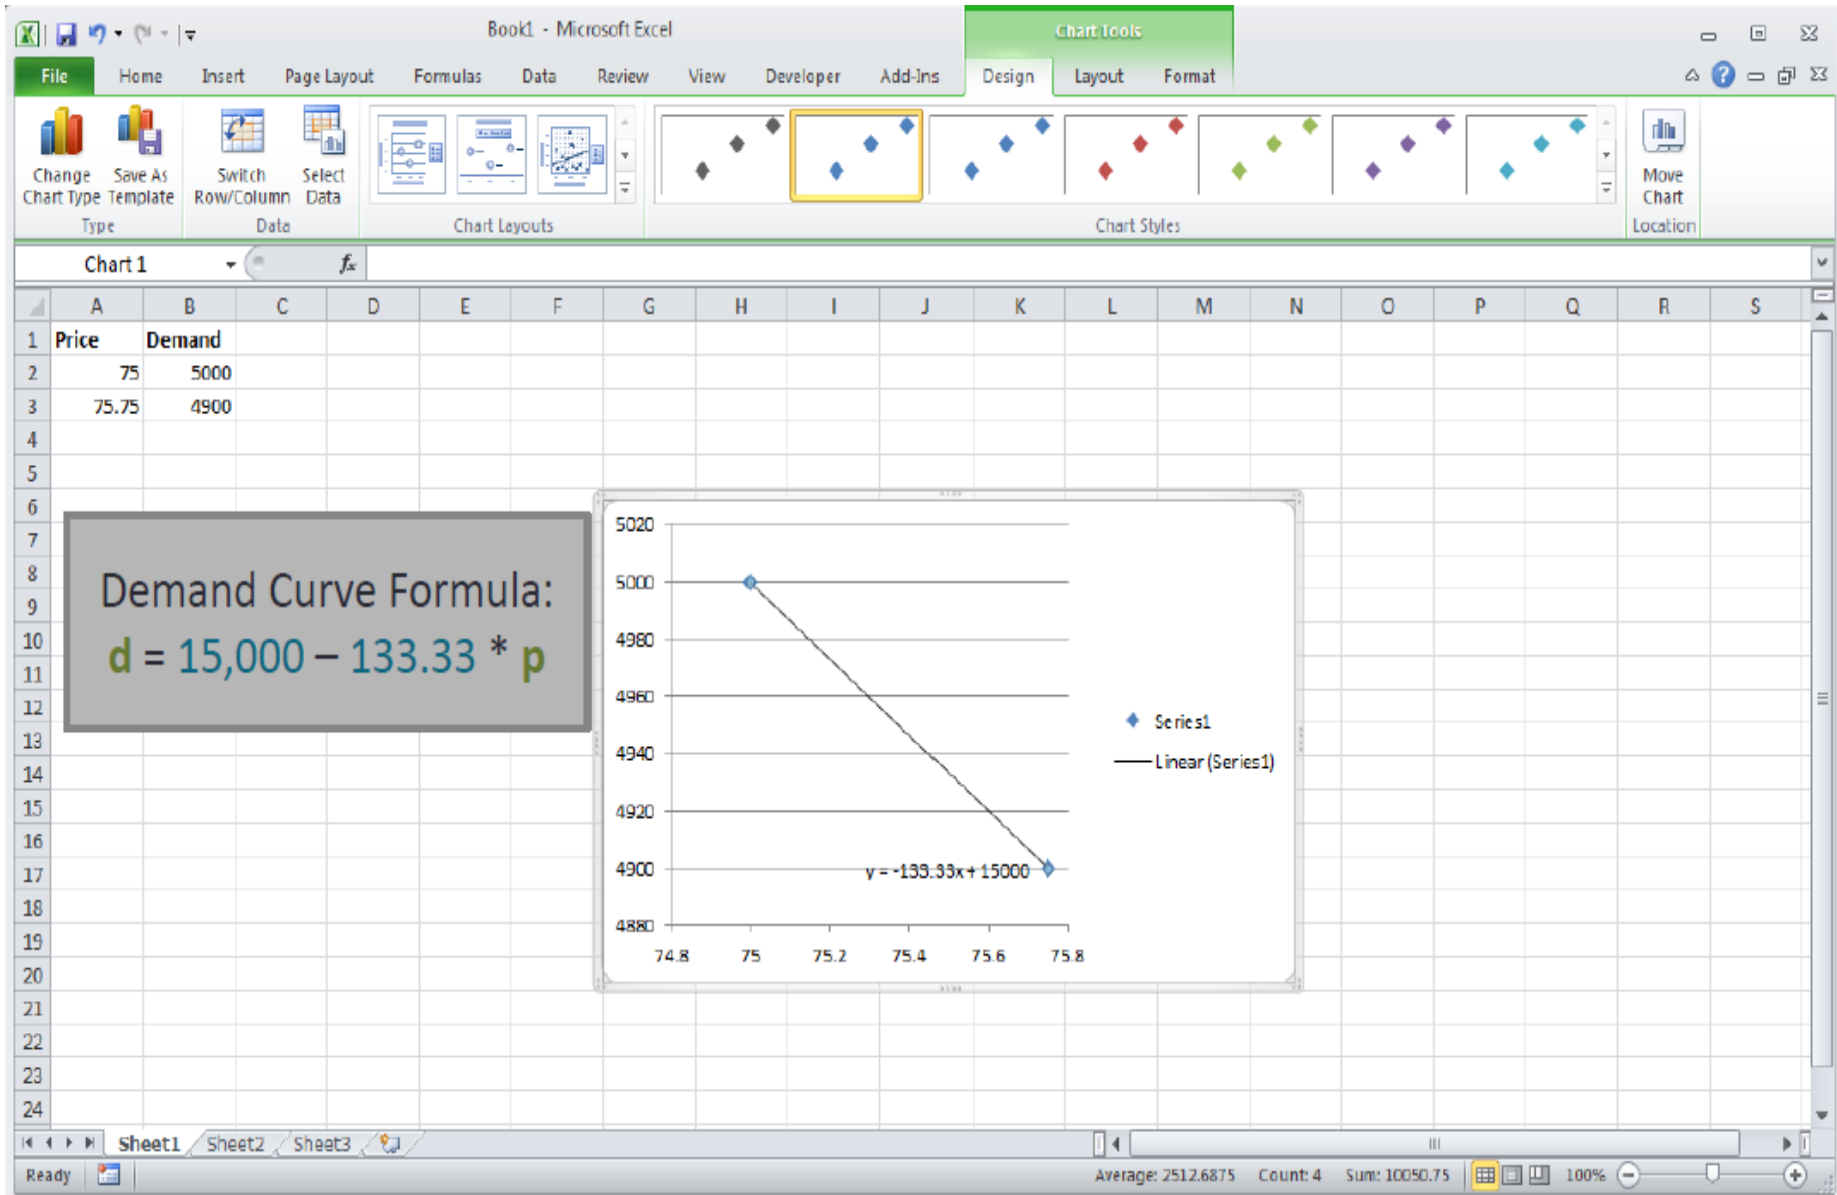 Book1 - Microsoft Excel
Chart Tools
File Home Insert Page Layout Formulas Data Review View Developer Add-Ins Design Layout Format
Change Chart Type
Save As Template
Switch Row/Column
Select Data
Move Chart
Type Data Chart Layouts Chart Styles Location
Chart 1 fx
A B C D E F G H I J K L M N O P Q R S
1 Price Demand
2 75 5000
3 75.75 4900
4
5
6
7
8
9
10
11
12
13
14
15
16
17
18
19
20
21
22
23
24
Demand Curve Formula:
d = 15,000 – 133.33 * p
5020
5000
4980
4960
4940
4920
4900
4880
74.8 75 75.2 75.4 75.6 75.8
y = -133.33x + 15000
Series1
Linear (Series1)
Sheet1 Sheet2 Sheet3
Ready Average: 2512.6875 Count: 4 Sum: 10050.75 100%